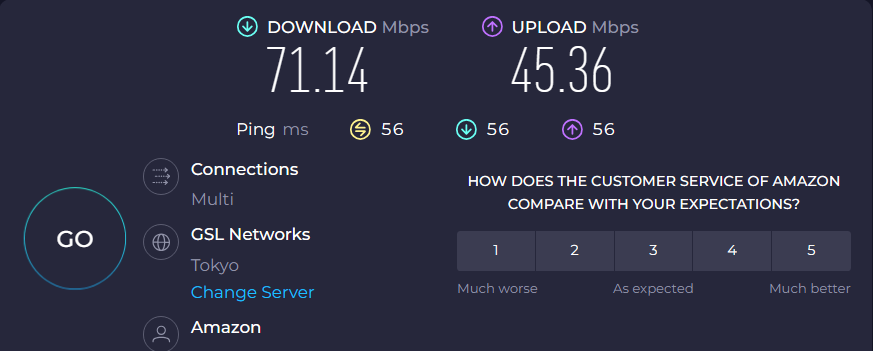 DOWNLOAD Mbps
71.14
UPLOAD Mbps
45.36
Ping ms 56 56 56
Connections
Multi
GSL Networks
Tokyo
Change Server
Amazon
GO
HOW DOES THE CUSTOMER SERVICE OF AMAZON
COMPARE WITH YOUR EXPECTATIONS?
1 2 3 4 5
Much worse As expected Much better